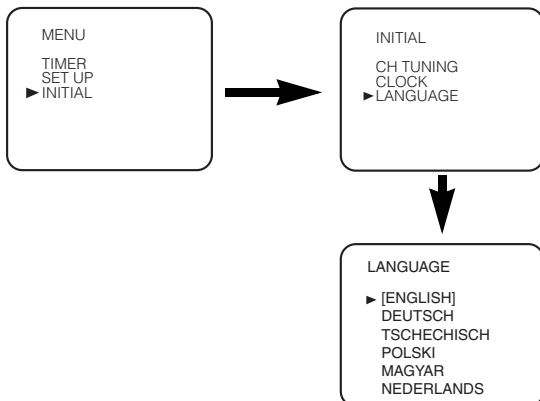 MENU
TIMER
SET UP
►INITIAL
INITIAL
CH TUNING
CLOCK
►LANGUAGE
LANGUAGE
► [ENGLISH]
DEUTSCH
TSCHECHISCH
POLSKI
MAGYAR
NEDERLANDS